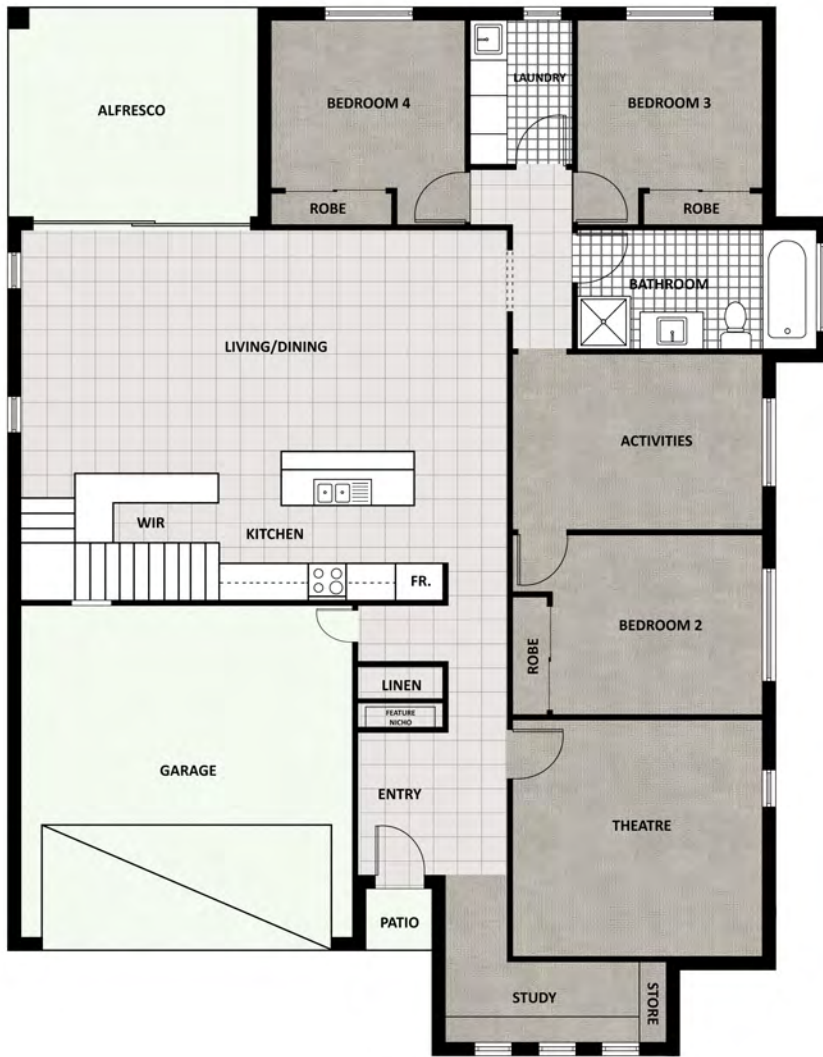 ALFRESCO
BEDROOM 4
LAUNDRY
BEDROOM 3
ROBE
ROBE
BATHROOM
LIVING/DINING
ACTIVITIES
WIR
KITCHEN
FR.
BEDROOM 2
ROBE
LINEN
FEATURE
NICHO
GARAGE
ENTRY
THEATRE
PATIO
STUDY
STORE